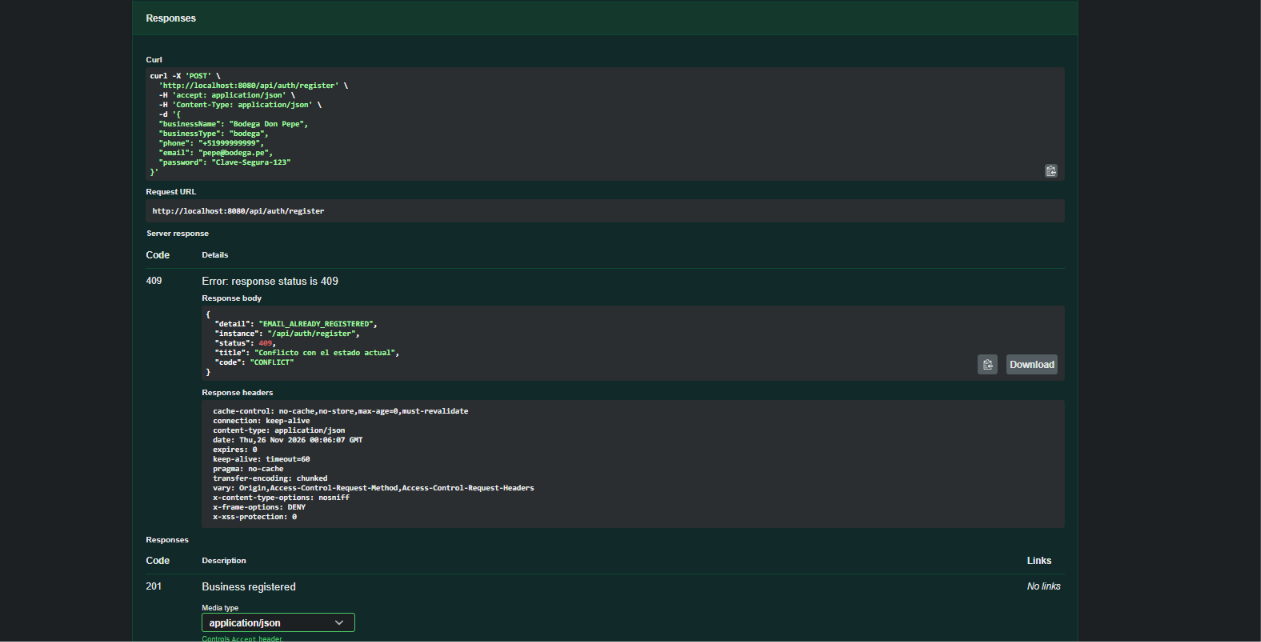 Responses
Curl
curl -X 'POST' \
'http://localhost:8080/api/auth/register' \
-H 'accept: application/json' \
-H 'Content-Type: application/json' \
-d '{
"businessName": "Bodega Don Pepe",
"businessType": "bodega",
"phone": "+51999999999",
"email": "pepe@bodega.pe",
"password": "Clave-Segura-123"
}'
Request URL
http://localhost:8080/api/auth/register
Server response
Code Details
409 Error: response status is 409
Response body
{
"detail": "EMAIL_ALREADY_REGISTERED",
"instance": "/api/auth/register",
"status": 409,
"title": "Conflicto con el estado actual",
"code": "CONFLICT"
}
Download
Response headers
cache-control: no-cache,no-store,max-age=0,must-revalidate
connection: keep-alive
content-type: application/json
date: Thu,26 Nov 2026 00:06:07 GMT
expires: 0
keep-alive: timeout=60
pragma: no-cache
transfer-encoding: chunked
vary: Origin,Access-Control-Request-Method,Access-Control-Request-Headers
x-content-type-options: nosniff
x-frame-options: DENY
x-xss-protection: 0
Responses
Code Description Links
201 Business registered No links
Media type
application/json
Controls Accept header